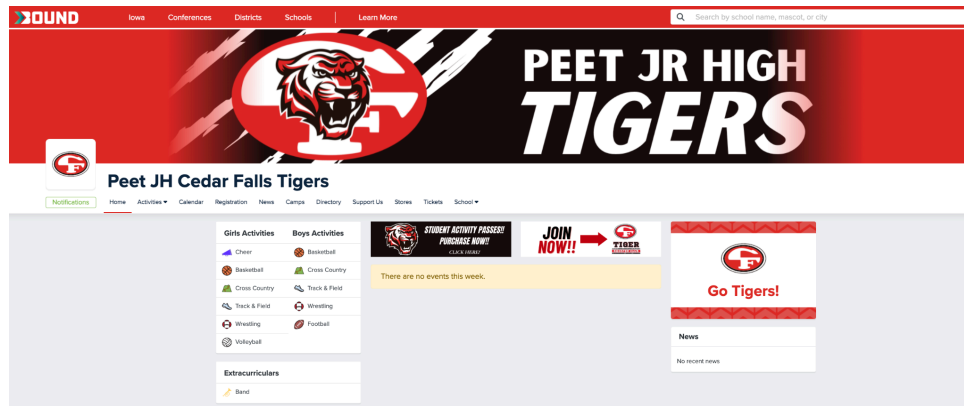 BOUND
Iowa Conferences Districts Schools Learn More
Search by school name, mascot, or city
PEET JR HIGH
TIGERS
CF
Peet JH Cedar Falls Tigers
Notifications Home Activities Calendar Registration News Camps Directory Support Us Stores Tickets School
Girls Activities
Cheer
Basketball
Cross Country
Track & Field
Wrestling
Volleyball
Boys Activities
Basketball
Cross Country
Track & Field
Wrestling
Football
Extracurriculars
Band
STUDENT ACTIVITY PASSES!!
PURCHASE NOW!!
CLICK HERE!
JOIN
NOW!!
TIGER
There are no events this week.
CF
Go Tigers!
News
No recent news